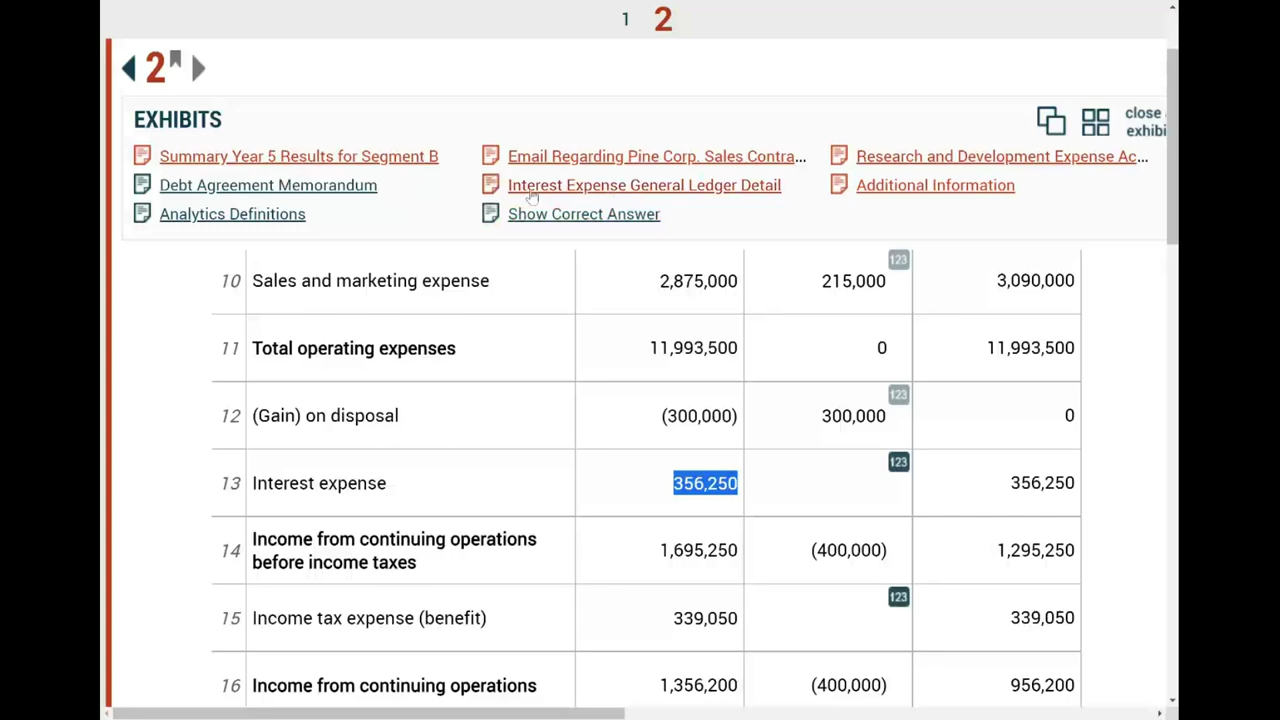 1 2
2
EXHIBITS
close
exhibi
Summary Year 5 Results for Segment B Email Regarding Pine Corp. Sales Contra... Research and Development Expense Ac...
Debt Agreement Memorandum Interest Expense General Ledger Detail Additional Information
Analytics Definitions Show Correct Answer
123
10 Sales and marketing expense 2,875,000 215,000 3,090,000
11 Total operating expenses 11,993,500 0 11,993,500
123
12 (Gain) on disposal (300,000) 300,000 0
123
13 Interest expense 356,250 356,250
14 Income from continuing operations before income taxes 1,695,250 (400,000) 1,295,250
123
15 Income tax expense (benefit) 339,050 339,050
16 Income from continuing operations 1,356,200 (400,000) 956,200